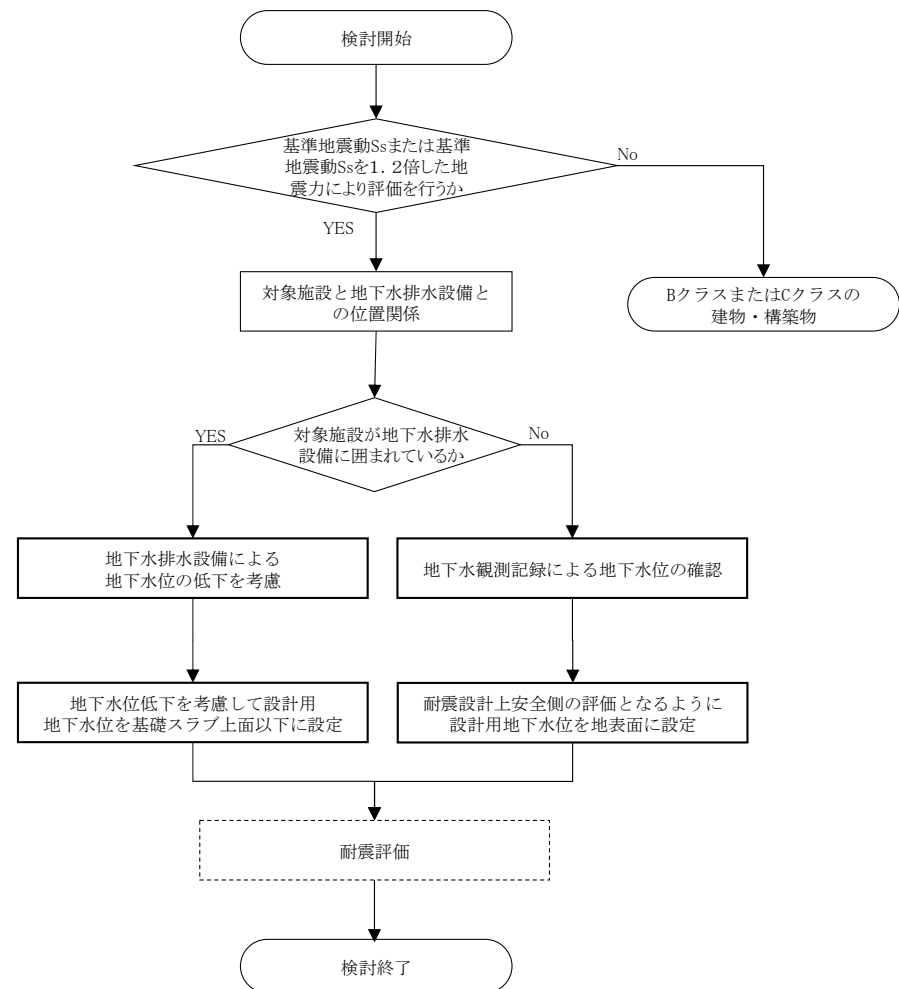 検討開始
基準地震動Ssまたは基準
地震動Ssを1．2倍した地
震力により評価を行うか
No
YES
対象施設と地下水排水設備と
の位置関係
BクラスまたはCクラスの
建物・構築物
対象施設が地下水排水
設備に囲まれているか
YES
No
地下水排水設備による
地下水位の低下を考慮
地下水観測記録による地下水位の確認
地下水位低下を考慮して設計用
地下水位を基礎スラブ上面以下に設定
耐震設計上安全側の評価となるように
設計用地下水位を地表面に設定
耐震評価
検討終了